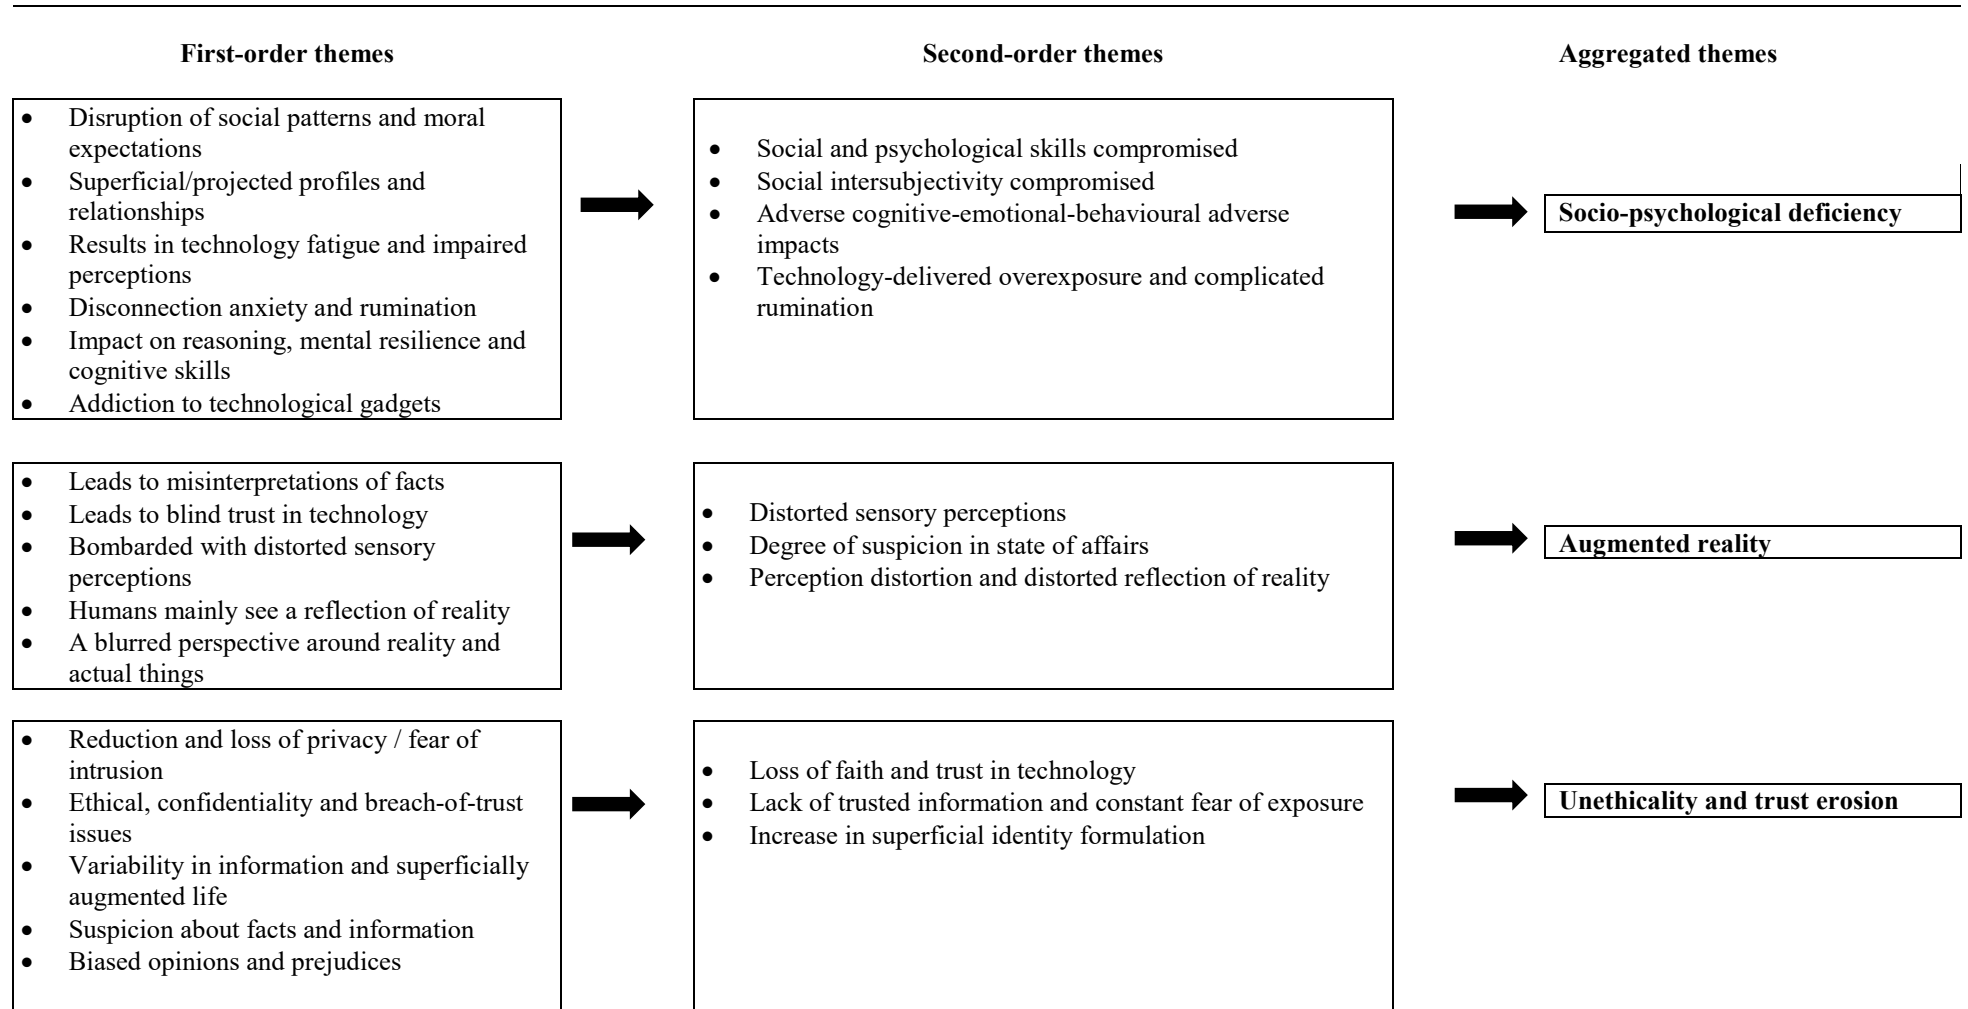 First-order themes
Second-order themes
Aggregated themes
• Disruption of social patterns and moral
expectations
• Superficial/projected profiles and
relationships
• Results in technology fatigue and impaired
perceptions
• Disconnection anxiety and rumination
• Impact on reasoning, mental resilience and
cognitive skills
• Addiction to technological gadgets
• Social and psychological skills compromised
• Social intersubjectivity compromised
• Adverse cognitive-emotional-behavioural adverse
impacts
• Technology-delivered overexposure and complicated
rumination
Socio-psychological deficiency
• Leads to misinterpretations of facts
• Leads to blind trust in technology
• Bombarded with distorted sensory
perceptions
• Humans mainly see a reflection of reality
• A blurred perspective around reality and
actual things
• Distorted sensory perceptions
• Degree of suspicion in state of affairs
• Perception distortion and distorted reflection of reality
Augmented reality
• Reduction and loss of privacy / fear of
intrusion
• Ethical, confidentiality and breach-of-trust
issues
• Variability in information and superficially
augmented life
• Suspicion about facts and information
• Biased opinions and prejudices
• Loss of faith and trust in technology
• Lack of trusted information and constant fear of exposure
• Increase in superficial identity formulation
Unethicality and trust erosion